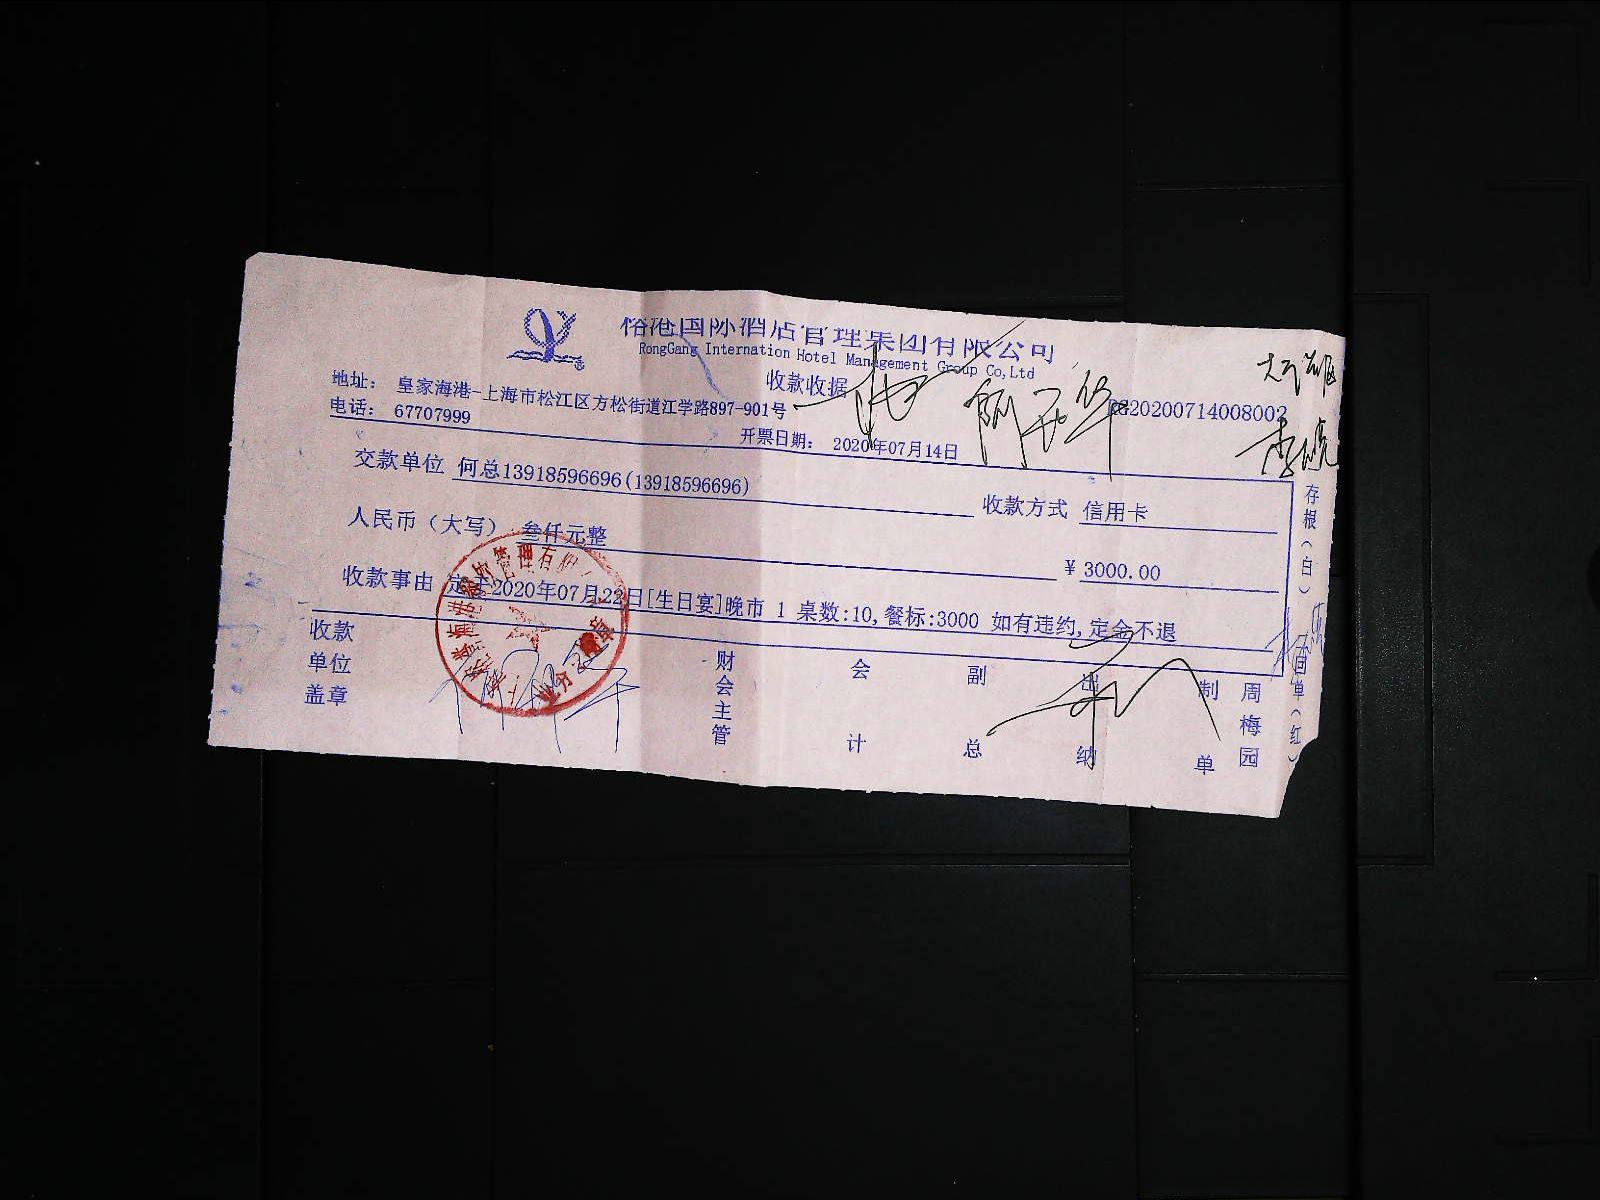 榕港国际酒店管理集团有限公司
RongGang Internation Hotel Management Group Co,Ltd
收款收据
地址: 皇家海港-上海市松江区方松街道江学路897-901号
电话: 67707999
20200714008002
开票日期: 2020年07月14日
交款单位 何总13918596696(13918596696)
收款方式 信用卡
人民币（大写） 叁仟元整
¥ 3000.00
收款事由 定于2020年07月22日[生日宴]晚市 1 桌数:10,餐标:3000 如有违约,定金不退
收款单位盖章
财会主管
会计
副总
出纳
制单
周梅园
存根（白）
回单（红）